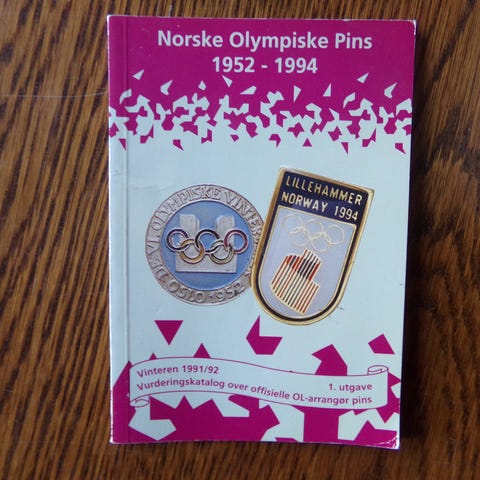 Norske Olympiske Pins
1952 - 1994
DE VI. OLYMPISKE VINTER
OSLO 1952
LILLEHAMMER
NORWAY 1994
Vinteren 1991/92
1. utgave
Vurderingskatalog over offisielle OL-arrangør pins